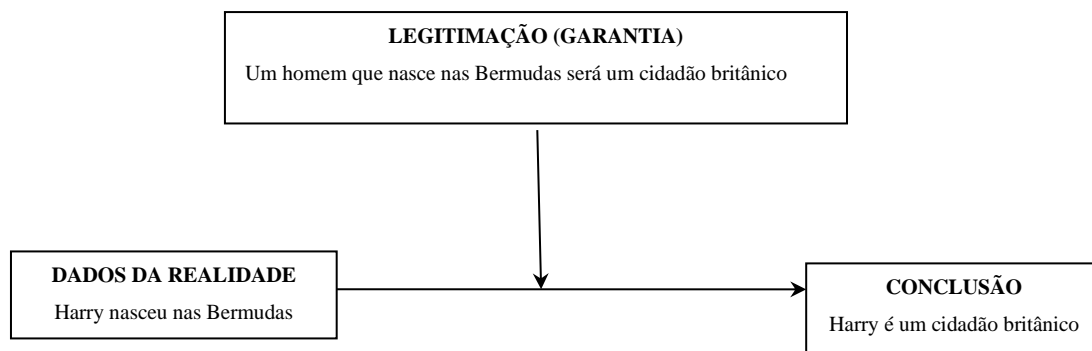 LEGITIMAÇÃO (GARANTIA)
Um homem que nasce nas Bermudas será um cidadão britânico
DADOS DA REALIDADE
Harry nasceu nas Bermudas
CONCLUSÃO
Harry é um cidadão britânico